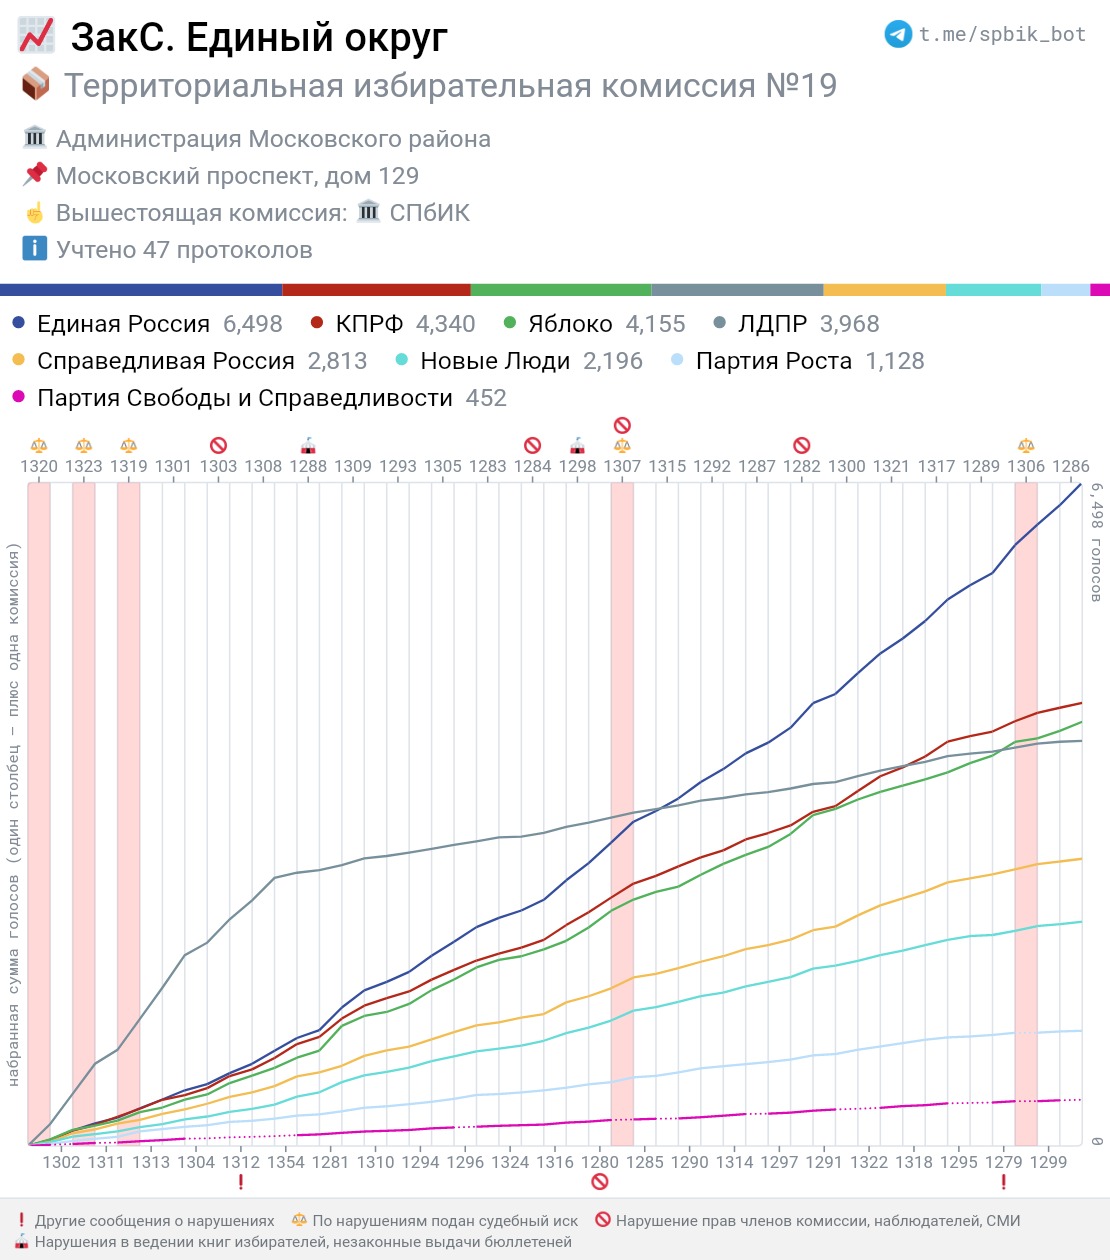 ЗакС. Единый округ
t.me/spbik_bot
Территориальная избирательная комиссия №19
Администрация Московского района
Московский проспект, дом 129
Вышестоящая комиссия: СПбИК
Учтено 47 протоколов
Единая Россия 6,498 КПРФ 4,340 Яблоко 4,155 ЛДПР 3,968
Справедливая Россия 2,813 Новые Люди 2,196 Партия Роста 1,128
Партия Свободы и Справедливости 452
1320 1323 1319 1301 1303 1308 1288 1309 1293 1305 1283 1284 1298 1307 1315 1292 1287 1282 1300 1321 1317 1289 1306 1286
6,498 голосов
набранная сумма голосов (один столбец — плюс одна комиссия)
0
1302 1311 1313 1304 1312 1354 1281 1310 1294 1296 1324 1316 1280 1285 1290 1314 1297 1291 1322 1318 1295 1279 1299
Другие сообщения о нарушениях По нарушениям подан судебный иск Нарушение прав членов комиссии, наблюдателей, СМИ
Нарушения в ведении книг избирателей, незаконные выдачи бюллетеней